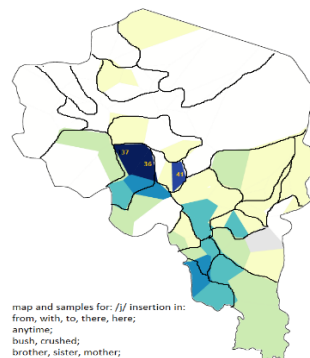 37
36
41
map and samples for: /j/ insertion in:
from, with, to, there, here;
anytime;
bush, crushed;
brother, sister, mother;